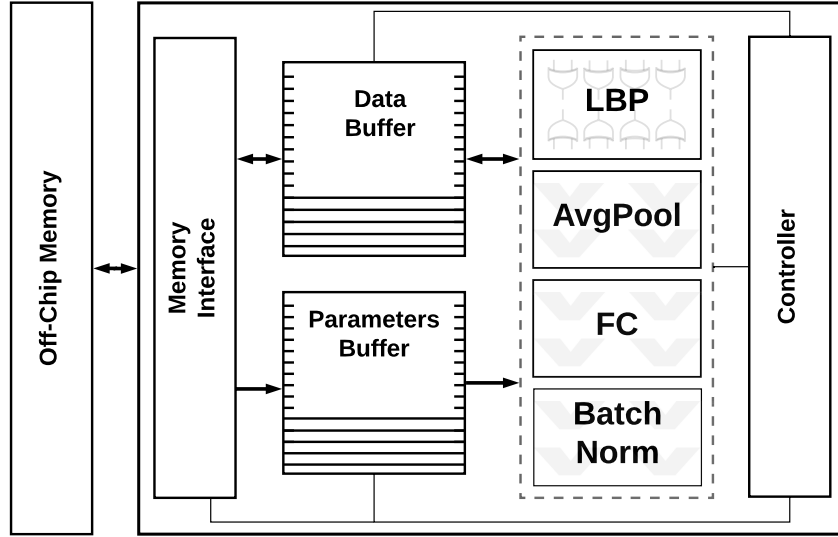 Off-Chip Memory
Memory
Interface
Data
Buffer
Parameters
Buffer
LBP
AvgPool
FC
Batch
Norm
Controller